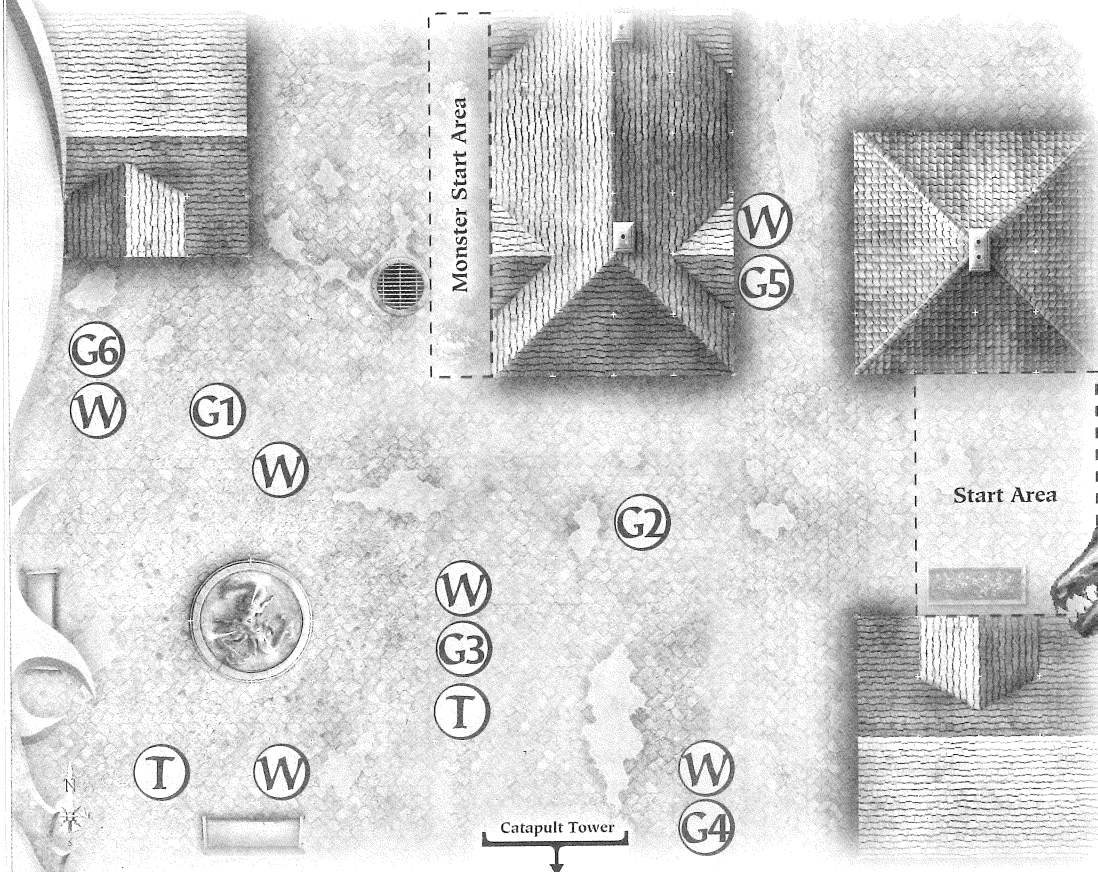 Monster Start Area
W
G5
G6
W
G1
W
Start Area
G2
W
G3
T
T
W
W
G4
N
Catapult Tower